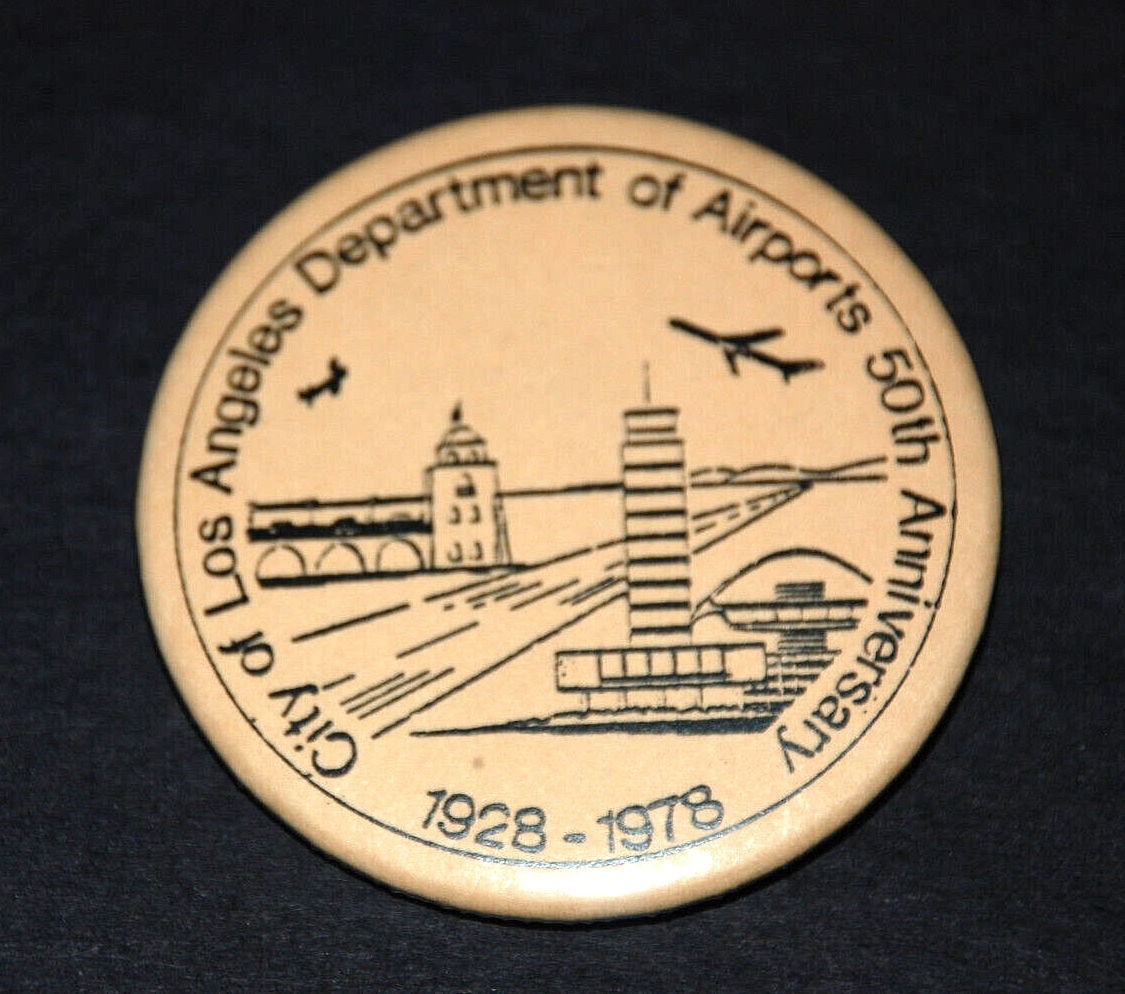 City of Los Angeles Department of Airports 50th Anniversary
1928 - 1978